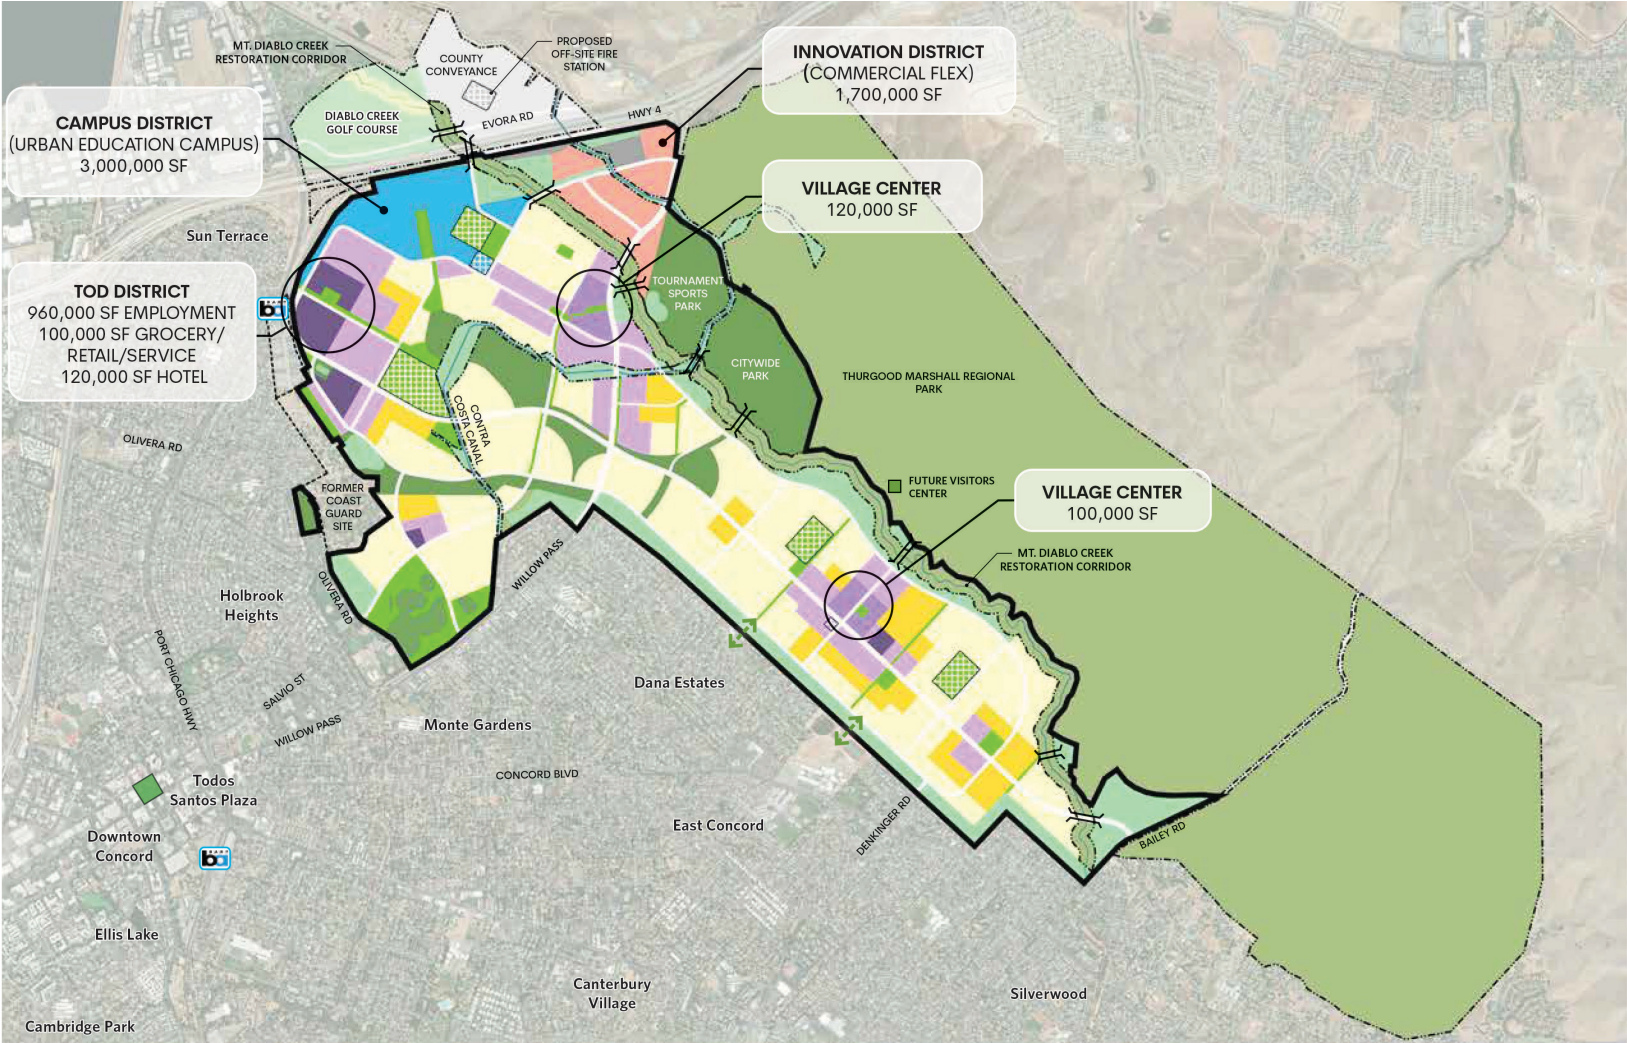 MT. DIABLO CREEK
RESTORATION CORRIDOR
COUNTY
CONVEYANCE
PROPOSED
OFF-SITE FIRE
STATION
INNOVATION DISTRICT
(COMMERCIAL FLEX)
1,700,000 SF
CAMPUS DISTRICT
(URBAN EDUCATION CAMPUS)
3,000,000 SF
DIABLO CREEK
GOLF COURSE
EVORA RD
HWY 4
VILLAGE CENTER
120,000 SF
Sun Terrace
TOD DISTRICT
960,000 SF EMPLOYMENT
100,000 SF GROCERY/
RETAIL/SERVICE
120,000 SF HOTEL
ba
TOURNAMENT
SPORTS
PARK
CITYWIDE
PARK
THURGOOD MARSHALL REGIONAL
PARK
CONTRA
COSTA CANAL
OLIVERA RD
FORMER
COAST
GUARD
SITE
FUTURE VISITORS
CENTER
VILLAGE CENTER
100,000 SF
MT. DIABLO CREEK
RESTORATION CORRIDOR
WILLOW PASS
OLIVERA RD
Holbrook
Heights
PORT CHICAGO HWY
SALVIO ST
WILLOW PASS
Dana Estates
Monte Gardens
CONCORD BLVD
Todos
Santos Plaza
Downtown
Concord
ba
East Concord
DENKINGER RD
BAILEY RD
Ellis Lake
Canterbury
Village
Silverwood
Cambridge Park